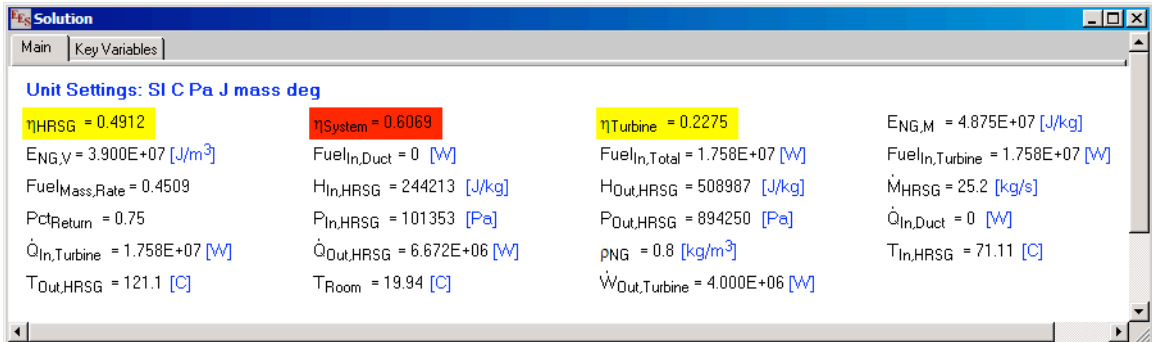 EES Solution
Main Key Variables
Unit Settings: SI C Pa J mass deg
ηHRSG = 0.4912 ηSystem = 0.6069 ηTurbine = 0.2275 ENG,M = 4.875E+07 [J/kg]
ENG,V = 3.900E+07 [J/m3] FuelIn,Duct = 0 [W] FuelIn,Total = 1.758E+07 [W] FuelIn,Turbine = 1.758E+07 [W]
FuelMass,Rate = 0.4509 HIn,HRSG = 244213 [J/kg] HOut,HRSG = 508987 [J/kg] ṀHRSG = 25.2 [kg/s]
PctReturn = 0.75 PIn,HRSG = 101353 [Pa] POut,HRSG = 894250 [Pa] Q̇In,Duct = 0 [W]
Q̇In,Turbine = 1.758E+07 [W] Q̇Out,HRSG = 6.672E+06 [W] ρNG = 0.8 [kg/m3] TIn,HRSG = 71.11 [C]
TOut,HRSG = 121.1 [C] TRoom = 19.94 [C] ẆOut,Turbine = 4.000E+06 [W]